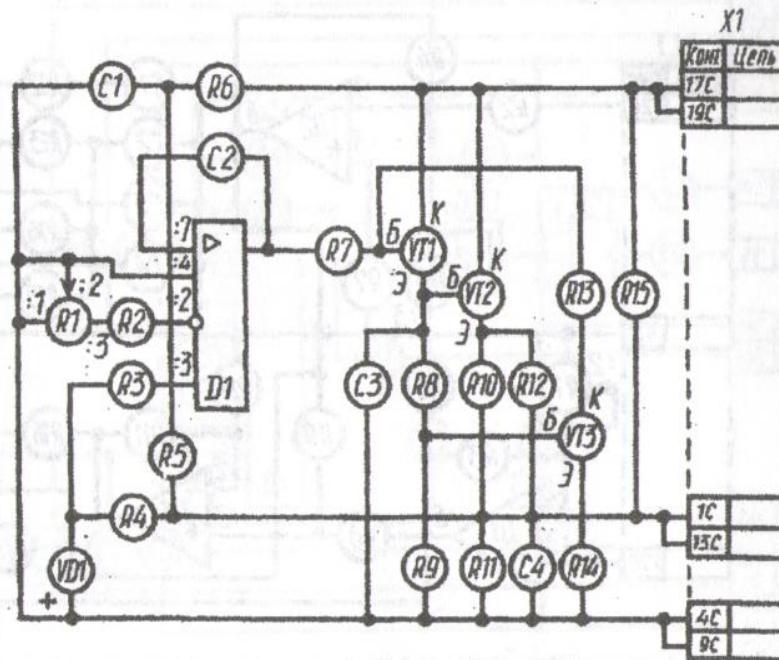 X1
Конт Цепь
17С
19С
C1
R6
C2
:7
:4
:2
:3
D1
R7
Б
К
VT1
Э
Б
К
VT2
Э
R13
R15
:1
R1
:2
:3
R2
R3
C3
R8
R10
R12
Б
К
VT3
Э
R5
R4
1С
13С
VD1
+
R9
R11
C4
R14
4С
9С